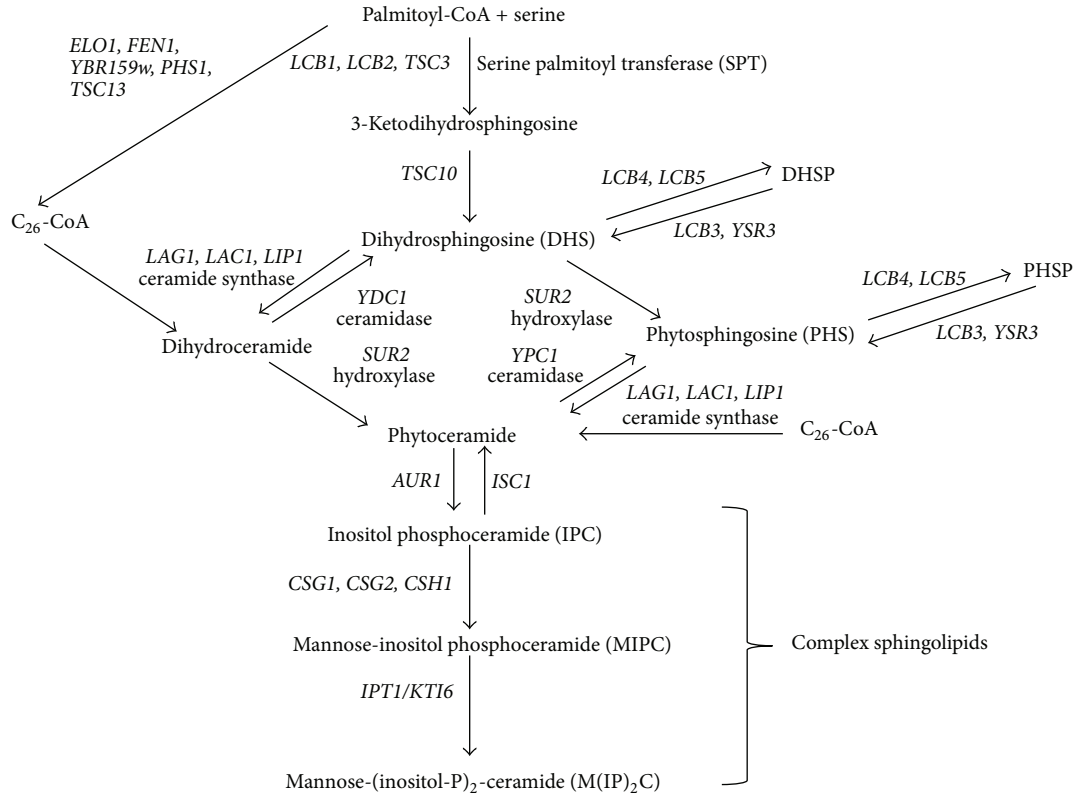 Palmitoyl-CoA + serine
ELO1, FEN1,
YBR159w, PHS1,
TSC13
LCB1, LCB2, TSC3
Serine palmitoyl transferase (SPT)
3-Ketodihydrosphingosine
TSC10
LCB4, LCB5
DHSP
LCB3, YSR3
C₂₆-CoA
Dihydrosphingosine (DHS)
LAG1, LAC1, LIP1
ceramide synthase
YDC1
ceramidase
SUR2
hydroxylase
LCB4, LCB5
PHSP
LCB3, YSR3
Dihydroceramide
Phytosphingosine (PHS)
SUR2
hydroxylase
YPC1
ceramidase
LAG1, LAC1, LIP1
ceramide synthase
Phytoceramide
C₂₆-CoA
AUR1
ISC1
Inositol phosphoceramide (IPC)
CSG1, CSG2, CSH1
Mannose-inositol phosphoceramide (MIPC)
Complex sphingolipids
IPT1/KTI6
Mannose-(inositol-P)₂-ceramide (M(IP)₂C)